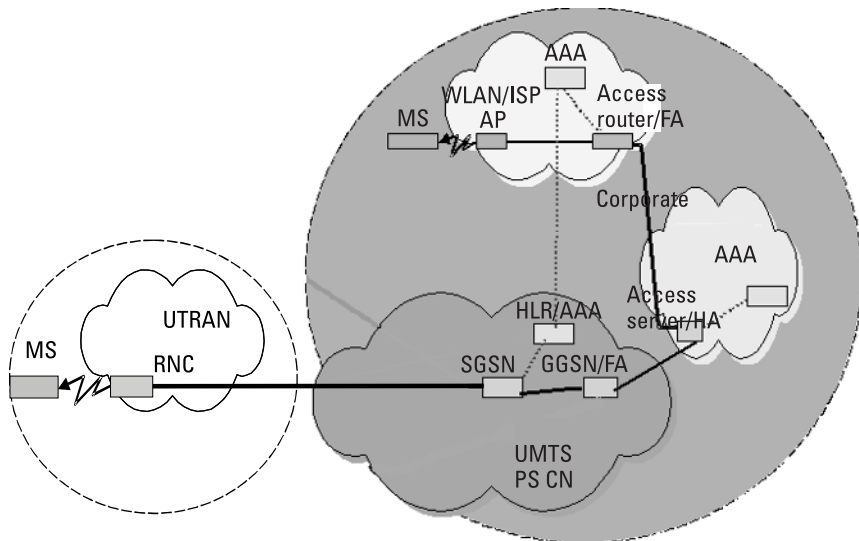 AAA
WLAN/ISP
AP
Access
router/FA
MS
Corporate
AAA
Access
server/HA
UTRAN
HLR/AAA
MS
RNC
SGSN
GGSN/FA
UMTS
PS CN